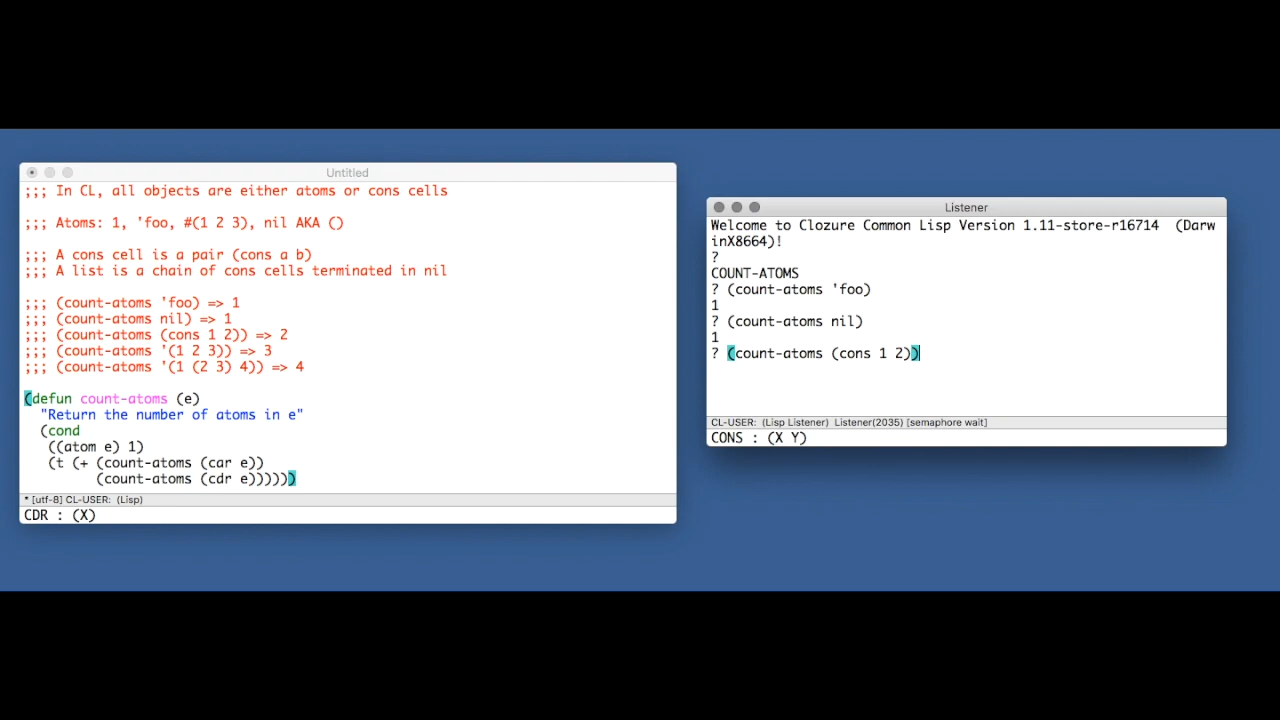 Untitled
;;; In CL, all objects are either atoms or cons cells
;;; Atoms: 1, 'foo, #(1 2 3), nil AKA ()
;;; A cons cell is a pair (cons a b)
;;; A list is a chain of cons cells terminated in nil
;;; (count-atoms 'foo) => 1
;;; (count-atoms nil) => 1
;;; (count-atoms (cons 1 2)) => 2
;;; (count-atoms '(1 2 3)) => 3
;;; (count-atoms '(1 (2 3) 4)) => 4
(defun count-atoms (e)
"Return the number of atoms in e"
(cond
((atom e) 1)
(t (+ (count-atoms (car e))
(count-atoms (cdr e))))))
* [utf-8] CL-USER: (Lisp)
CDR : (X)
Listener
Welcome to Clozure Common Lisp Version 1.11-store-r16714 (Darw
inX8664)!
?
COUNT-ATOMS
? (count-atoms 'foo)
1
? (count-atoms nil)
1
? (count-atoms (cons 1 2))
CL-USER: (Lisp Listener) Listener(2035) [semaphore wait]
CONS : (X Y)